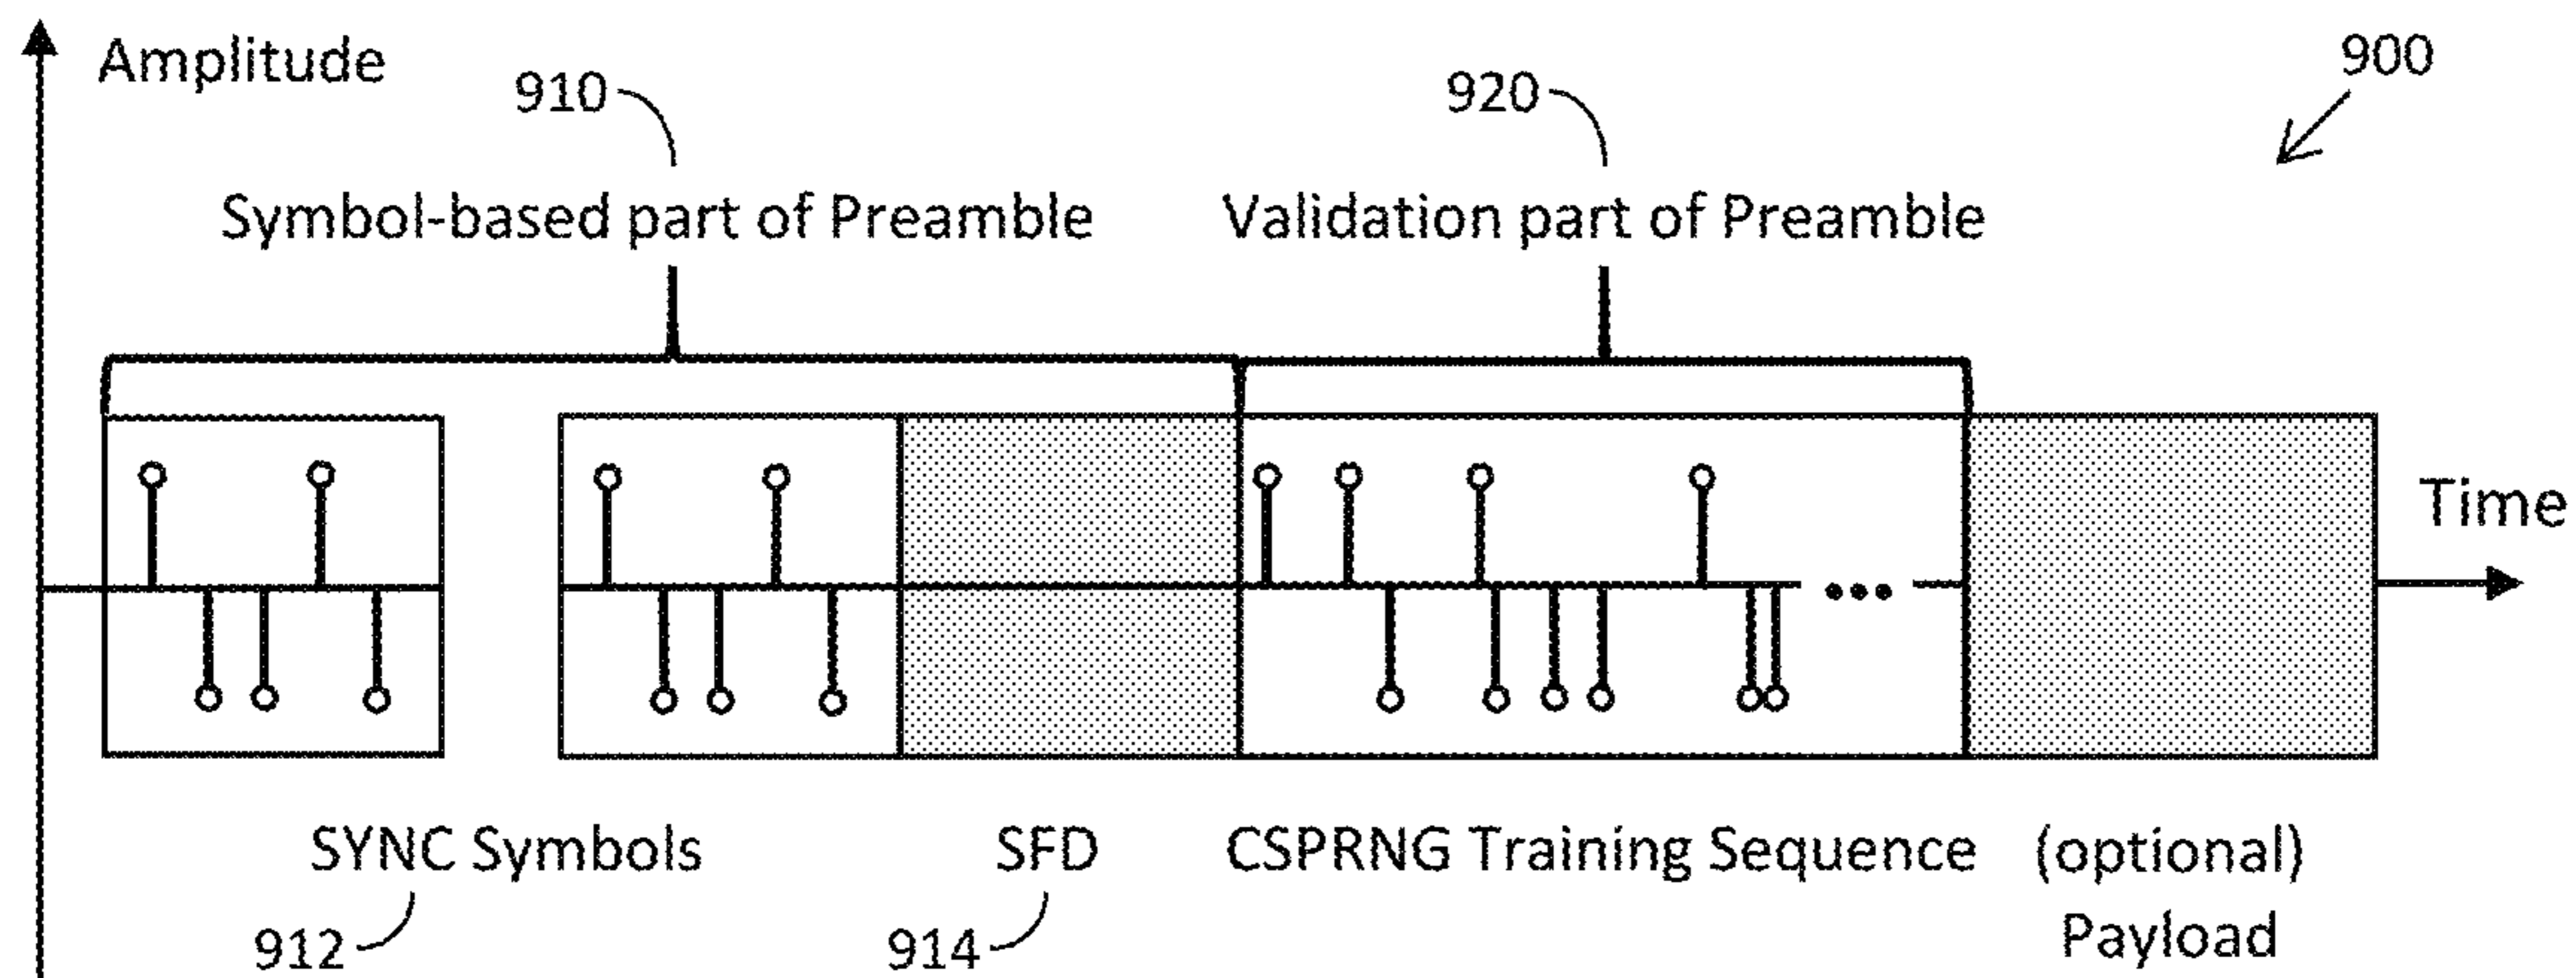 Amplitude
910
920
900
Symbol-based part of Preamble
Validation part of Preamble
Time
SYNC Symbols
SFD
CSPRNG Training Sequence
(optional)
Payload
912
914